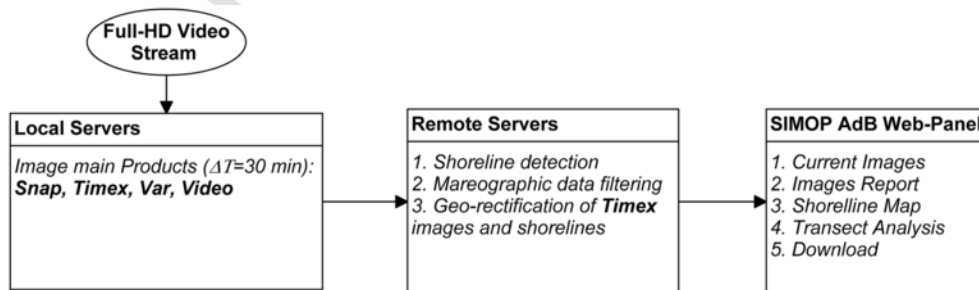 Full-HD Video
Stream
Local Servers
Image main Products (ΔT=30 min):
Snap, Timex, Var, Video
Remote Servers
1. Shoreline detection
2. Mareographic data filtering
3. Geo-rectification of Timex
images and shorelines
SIMOP AdB Web-Panel
1. Current Images
2. Images Report
3. Shorelline Map
4. Transect Analysis
5. Download